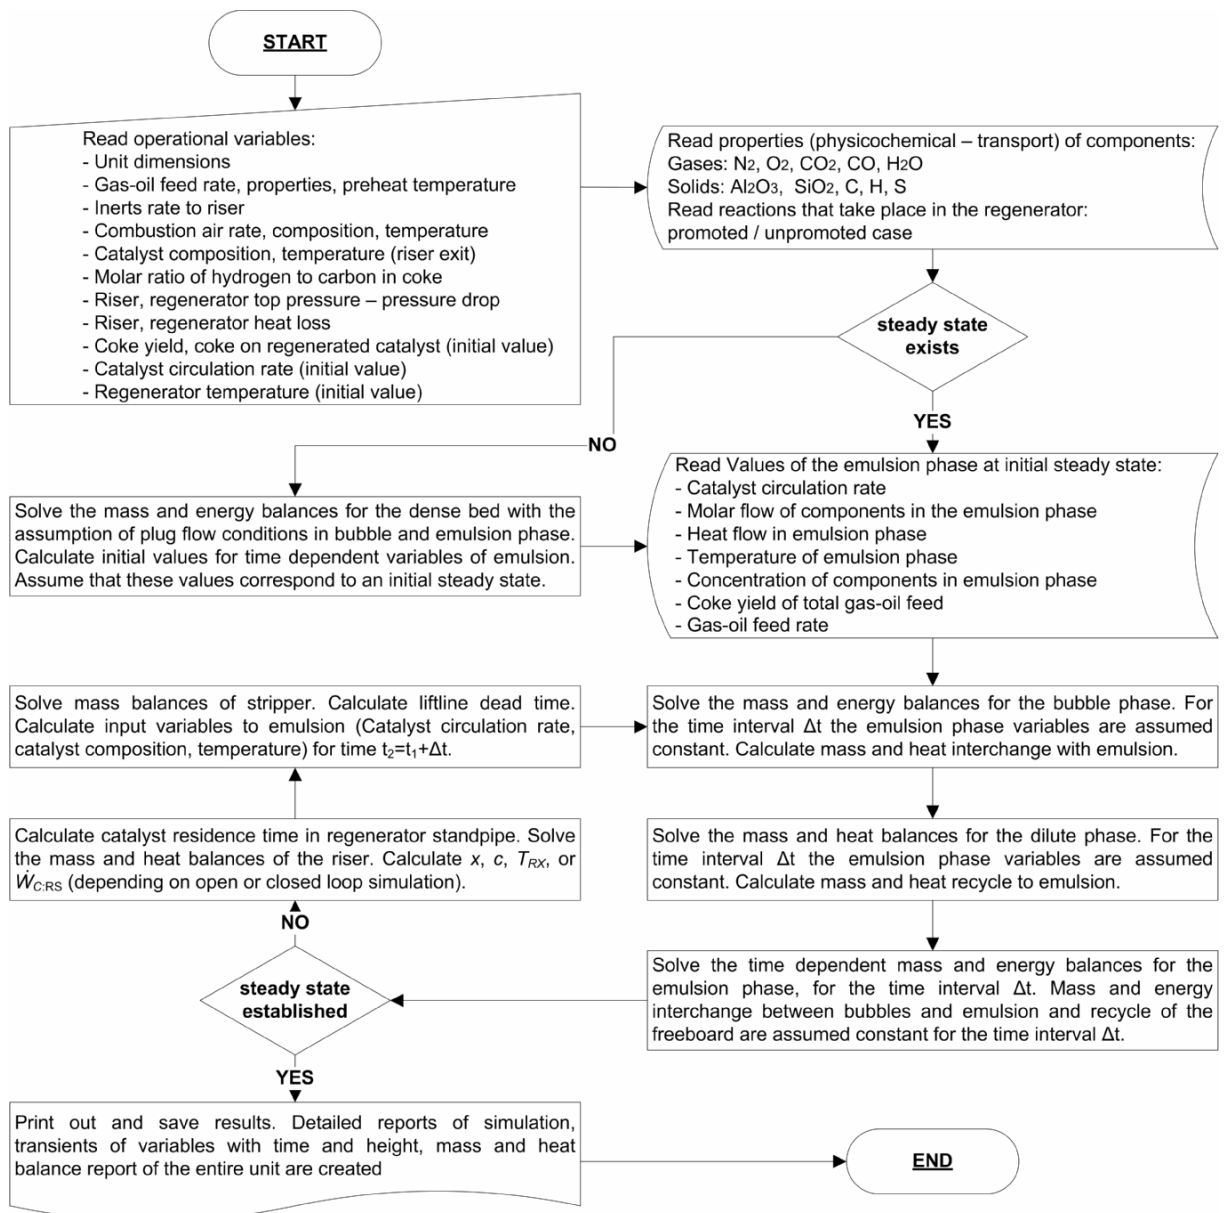 START
Read operational variables:
- Unit dimensions
- Gas-oil feed rate, properties, preheat temperature
- Inerts rate to riser
- Combustion air rate, composition, temperature
- Catalyst composition, temperature (riser exit)
- Molar ratio of hydrogen to carbon in coke
- Riser, regenerator top pressure – pressure drop
- Riser, regenerator heat loss
- Coke yield, coke on regenerated catalyst (initial value)
- Catalyst circulation rate (initial value)
- Regenerator temperature (initial value)
Read properties (physicochemical – transport) of components:
Gases: N2, O2, CO2, CO, H2O
Solids: Al2O3, SiO2, C, H, S
Read reactions that take place in the regenerator:
promoted / unpromoted case
steady state
exists
YES
NO
Solve the mass and energy balances for the dense bed with the
assumption of plug flow conditions in bubble and emulsion phase.
Calculate initial values for time dependent variables of emulsion.
Assume that these values correspond to an initial steady state.
Read Values of the emulsion phase at initial steady state:
- Catalyst circulation rate
- Molar flow of components in the emulsion phase
- Heat flow in emulsion phase
- Temperature of emulsion phase
- Concentration of components in emulsion phase
- Coke yield of total gas-oil feed
- Gas-oil feed rate
Solve mass balances of stripper. Calculate liftline dead time.
Calculate input variables to emulsion (Catalyst circulation rate,
catalyst composition, temperature) for time t₂=t₁+Δt.
Solve the mass and energy balances for the bubble phase. For
the time interval Δt the emulsion phase variables are assumed
constant. Calculate mass and heat interchange with emulsion.
Calculate catalyst residence time in regenerator standpipe. Solve
the mass and heat balances of the riser. Calculate x, c, T_RX, or
Ẇ_C:RS (depending on open or closed loop simulation).
Solve the mass and heat balances for the dilute phase. For the
time interval Δt the emulsion phase variables are assumed
constant. Calculate mass and heat recycle to emulsion.
NO
steady state
established
Solve the time dependent mass and energy balances for the
emulsion phase, for the time interval Δt. Mass and energy
interchange between bubbles and emulsion and recycle of the
freeboard are assumed constant for the time interval Δt.
YES
Print out and save results. Detailed reports of simulation,
transients of variables with time and height, mass and heat
balance report of the entire unit are created
END